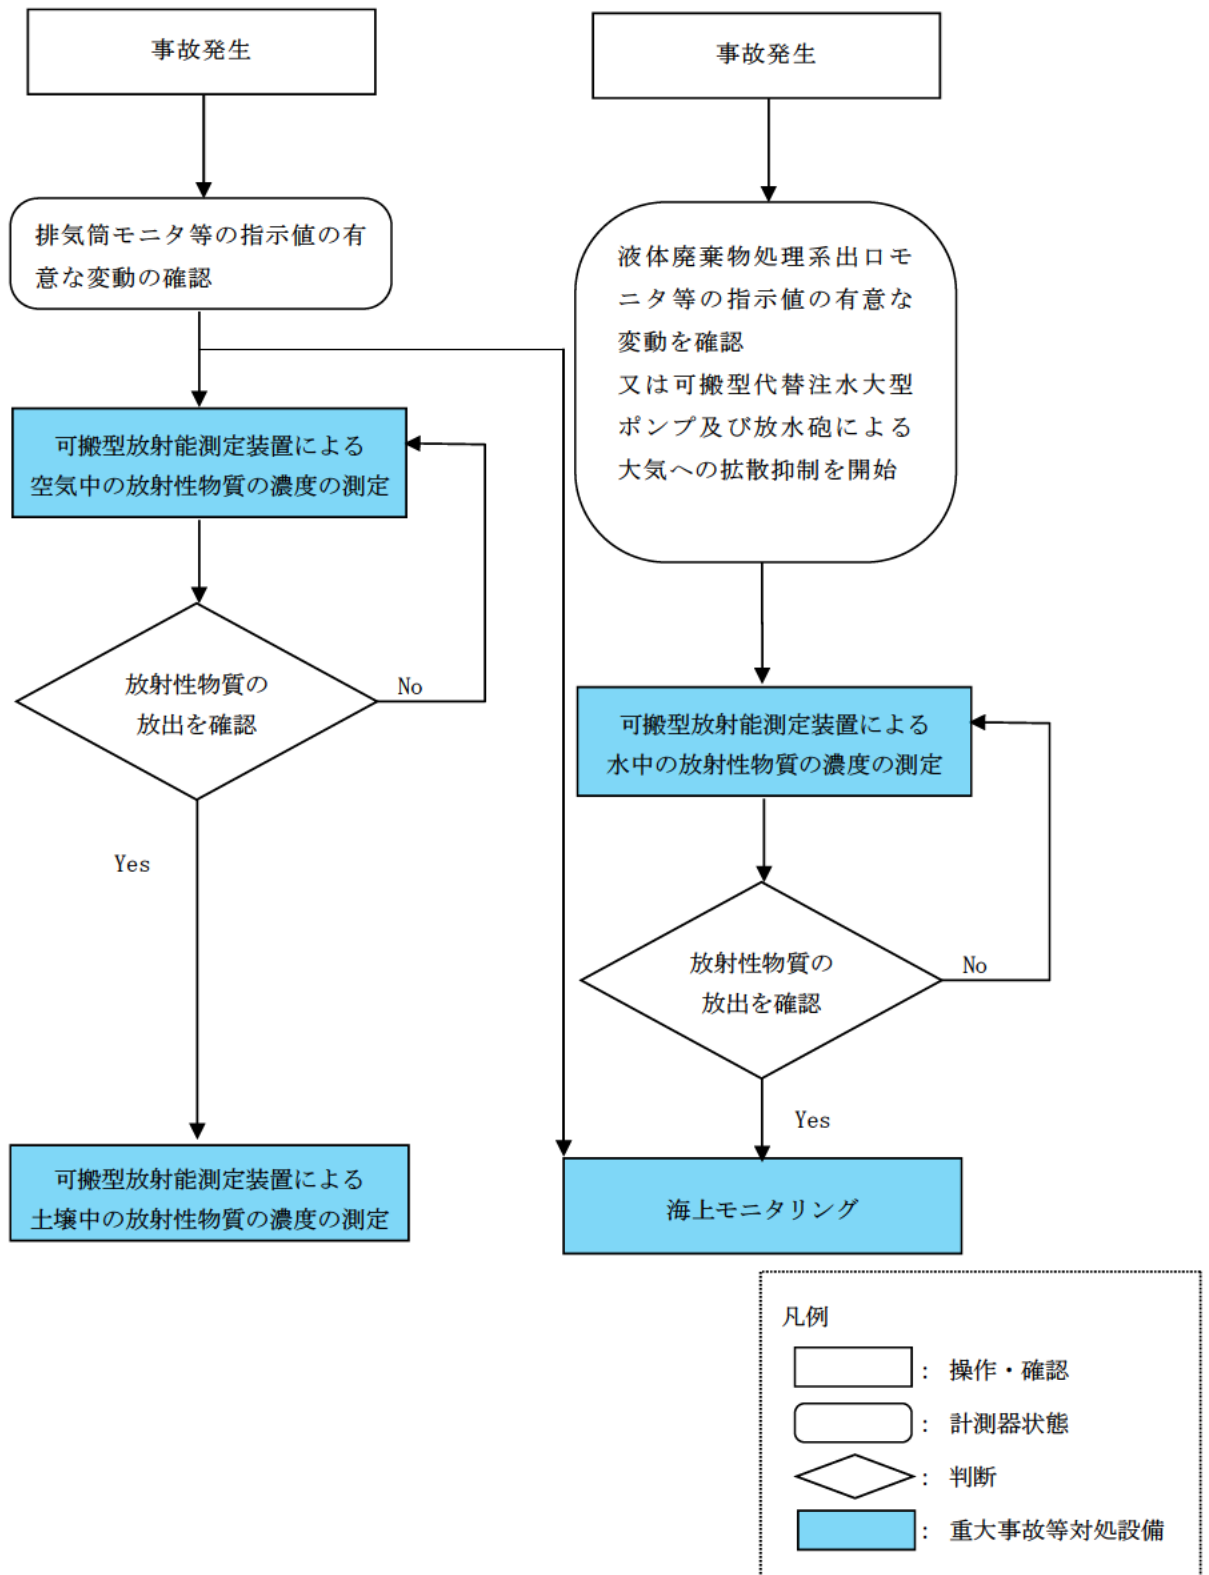 事故発生
排気筒モニタ等の指示値の有
意な変動の確認
可搬型放射能測定装置による
空気中の放射性物質の濃度の測定
放射性物質の
放出を確認
No
Yes
可搬型放射能測定装置による
土壌中の放射性物質の濃度の測定
事故発生
液体廃棄物処理系出口モ
ニタ等の指示値の有意な
変動を確認
又は可搬型代替注水大型
ポンプ及び放水砲による
大気への拡散抑制を開始
可搬型放射能測定装置による
水中の放射性物質の濃度の測定
放射性物質の
放出を確認
No
Yes
海上モニタリング
凡例
： 操作・確認
： 計測器状態
： 判断
： 重大事故等対処設備